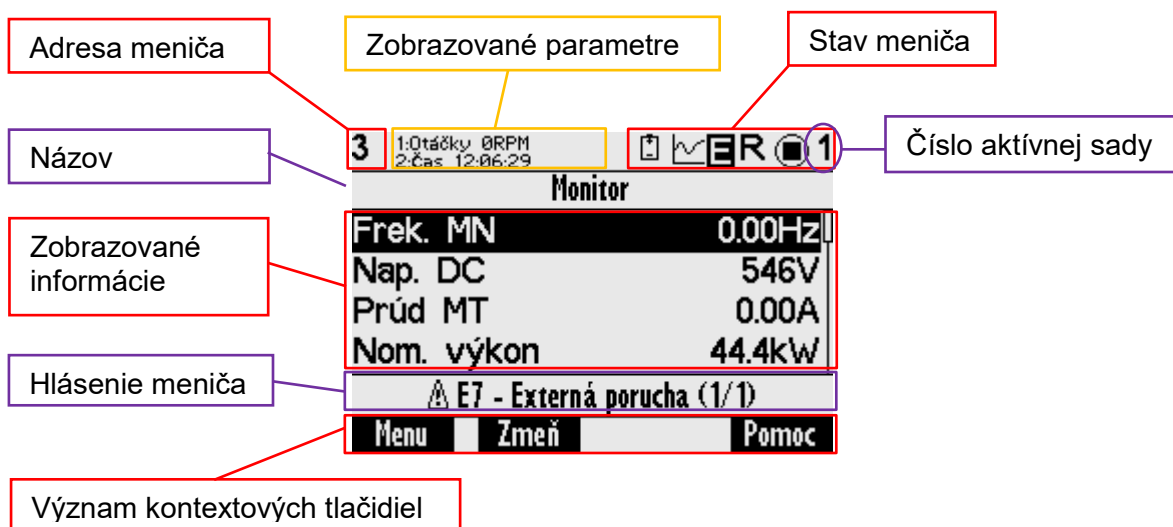 Adresa meniča
Zobrazované parametre
Stav meniča
Názov
Zobrazované
informácie
Hlásenie meniča
Číslo aktívnej sady
3
1:Otáčky 0RPM
2:Čas 12:06:29
E R 1
Monitor
Frek. MN 0.00Hz
Nap. DC 546V
Prúd MT 0.00A
Nom. výkon 44.4kW
E7 - Externá porucha (1/1)
Menu Zmeň Pomoc
Význam kontextových tlačidiel